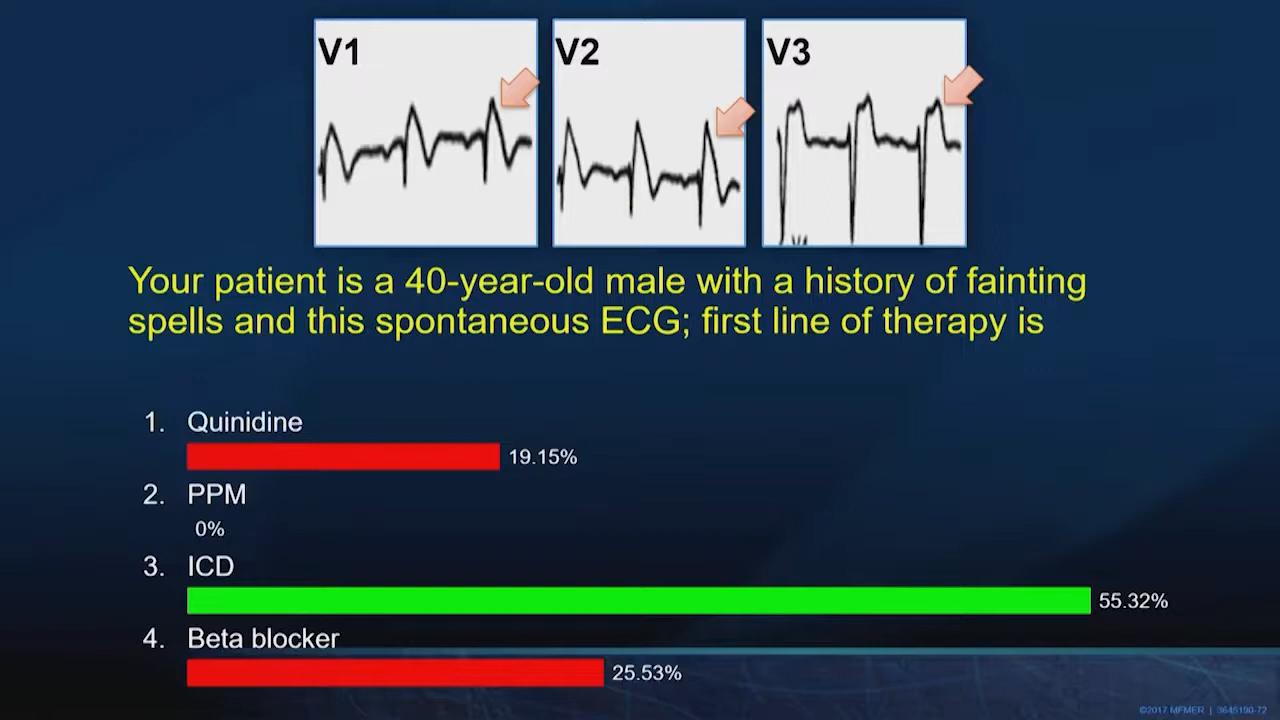 V1 V2 V3
Your patient is a 40-year-old male with a history of fainting
spells and this spontaneous ECG; first line of therapy is
1. Quinidine
19.15%
2. PPM
0%
3. ICD
55.32%
4. Beta blocker
25.53%
©2017 MFMER | 3645190-72